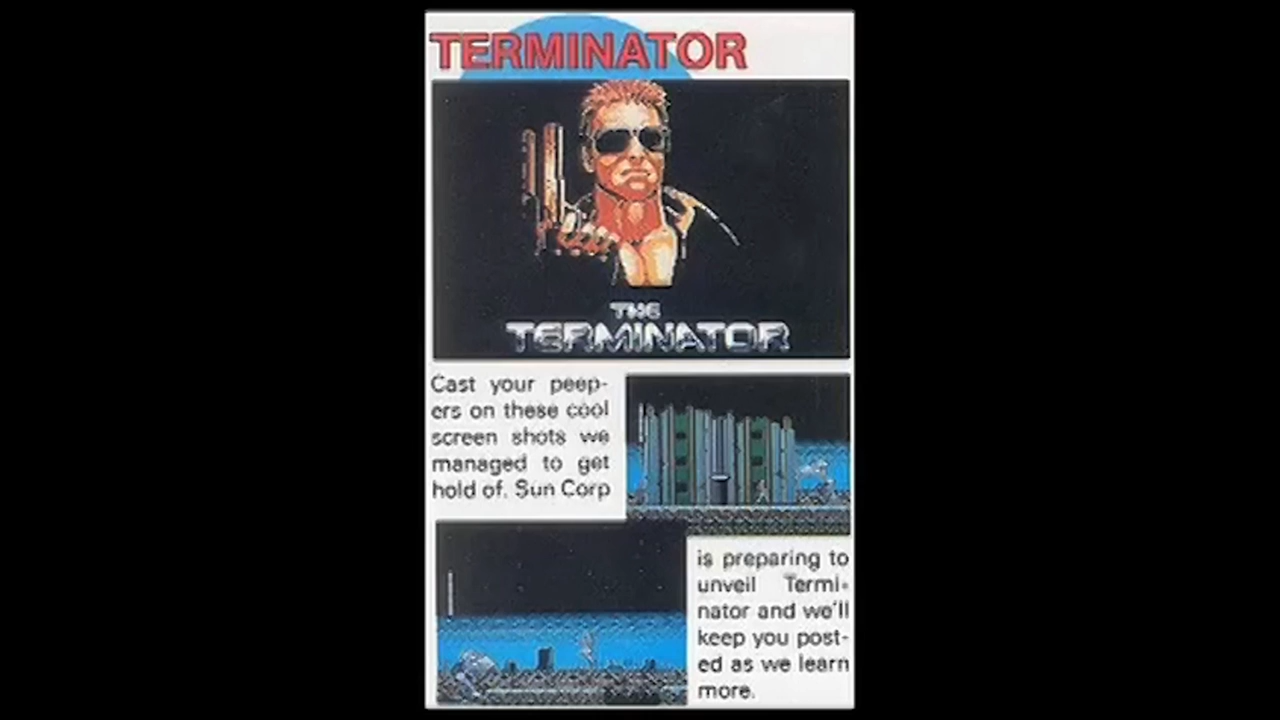 TERMINATOR
THE
TERMINATOR
Cast your peep-
ers on these cool
screen shots we
managed to get
hold of. Sun Corp
is preparing to
unveil Termi-
nator and we'll
keep you post-
ed as we learn
more.